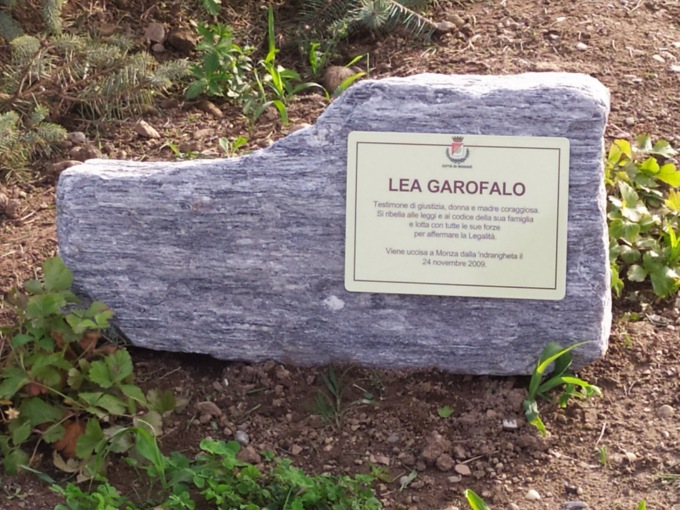 LEA GAROFALO
Testimone di giustizia, donna e madre coraggiosa.
Si ribella alle leggi e al codice della sua famiglia
e lotta con tutte le sue forze
per affermare la Legalità.
Viene uccisa a Monza dalla 'ndrangheta il
24 novembre 2009.